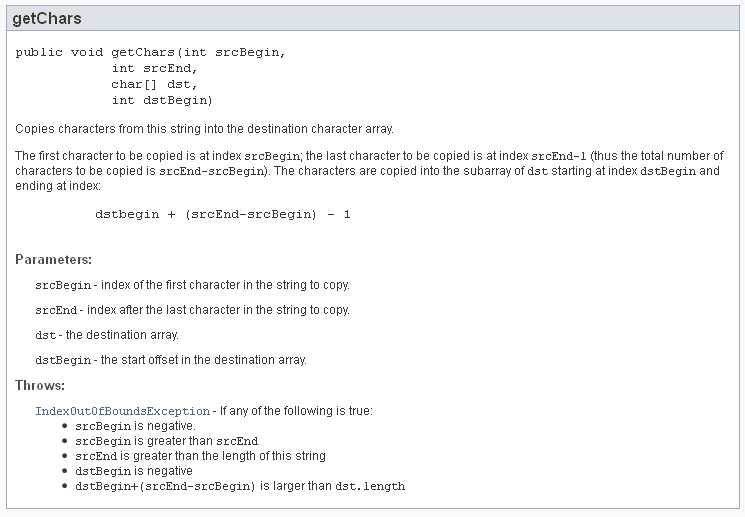 getChars
public void getChars(int srcBegin,
int srcEnd,
char[] dst,
int dstBegin)
Copies characters from this string into the destination character array.
The first character to be copied is at index srcBegin; the last character to be copied is at index srcEnd-1 (thus the total number of
characters to be copied is srcEnd-srcBegin). The characters are copied into the subarray of dst starting at index dstBegin and
ending at index:
dstbegin + (srcEnd-srcBegin) - 1
Parameters:
srcBegin - index of the first character in the string to copy.
srcEnd - index after the last character in the string to copy.
dst - the destination array.
dstBegin - the start offset in the destination array.
Throws:
IndexOutOfBoundsException - If any of the following is true:
• srcBegin is negative.
• srcBegin is greater than srcEnd
• srcEnd is greater than the length of this string
• dstBegin is negative
• dstBegin+(srcEnd-srcBegin) is larger than dst.length